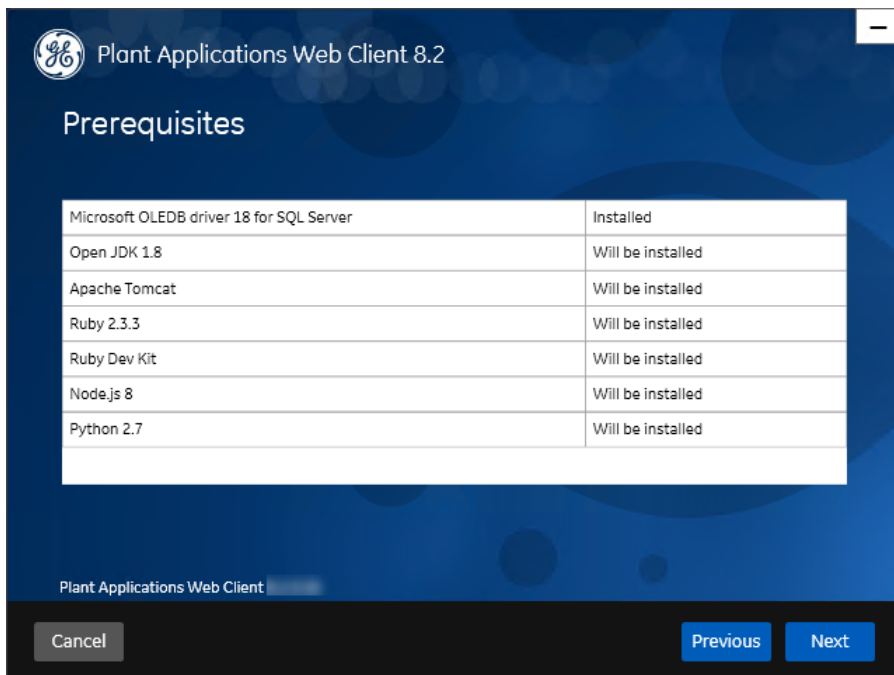 Plant Applications Web Client 8.2
Prerequisites
Microsoft OLEDB driver 18 for SQL Server Installed
Open JDK 1.8 Will be installed
Apache Tomcat Will be installed
Ruby 2.3.3 Will be installed
Ruby Dev Kit Will be installed
Node.js 8 Will be installed
Python 2.7 Will be installed
Plant Applications Web Client
Cancel Previous Next